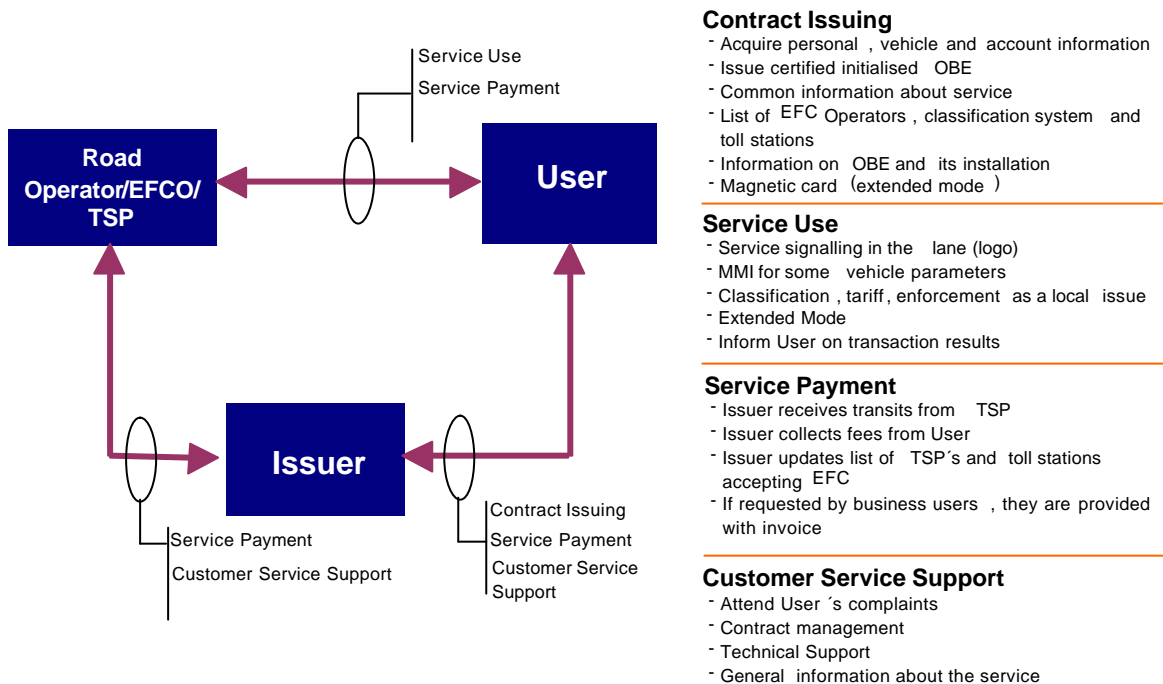 Service Use
Service Payment
Road
Operator/EFCO/
TSP
User
Issuer
Service Payment
Customer Service Support
Contract Issuing
Service Payment
Customer Service
Support
Contract Issuing
- Acquire personal , vehicle and account information
- Issue certified initialised OBE
- Common information about service
- List of EFC Operators , classification system and
toll stations
- Information on OBE and its installation
- Magnetic card (extended mode )
Service Use
- Service signalling in the lane (logo)
- MMI for some vehicle parameters
- Classification , tariff, enforcement as a local issue
- Extended Mode
- Inform User on transaction results
Service Payment
- Issuer receives transits from TSP
- Issuer collects fees from User
- Issuer updates list of TSP´s and toll stations
accepting EFC
- If requested by business users , they are provided
with invoice
Customer Service Support
- Attend User ´s complaints
- Contract management
- Technical Support
- General information about the service